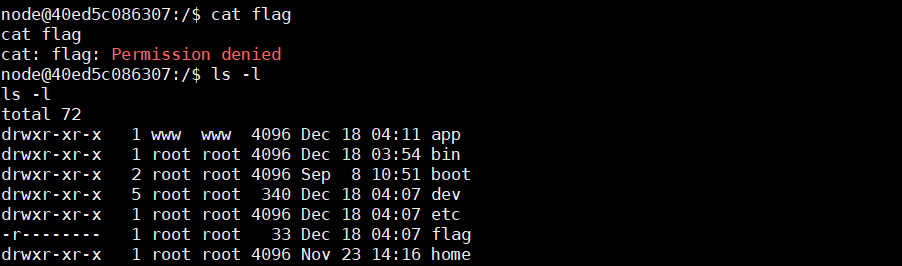 node@40ed5c086307:/$ cat flag
cat flag
cat: flag: Permission denied
node@40ed5c086307:/$ ls -l
ls -l
total 72
drwxr-xr-x   1 www  www  4096 Dec 18 04:11 app
drwxr-xr-x   1 root root 4096 Dec 18 03:54 bin
drwxr-xr-x   2 root root 4096 Sep  8 10:51 boot
drwxr-xr-x   5 root root  340 Dec 18 04:07 dev
drwxr-xr-x   1 root root 4096 Dec 18 04:07 etc
-r--------   1 root root   33 Dec 18 04:07 flag
drwxr-xr-x   1 root root 4096 Nov 23 14:16 home